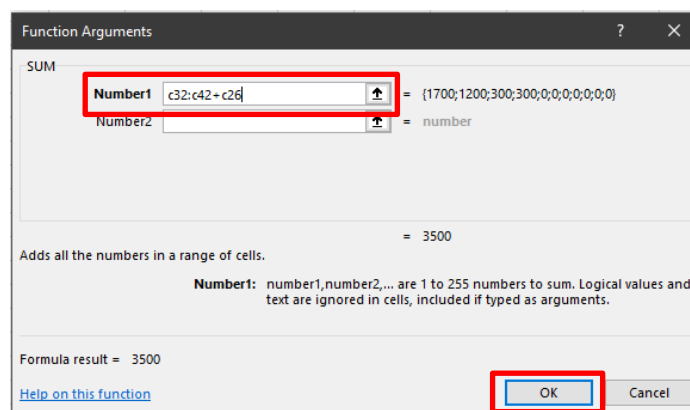 Function Arguments ? ×
SUM
Number1 c32:c42+c26 = {1700;1200;300;300;0;0;0;0;0;0;0}
Number2 = number
= 3500
Adds all the numbers in a range of cells.
Number1: number1,number2,... are 1 to 255 numbers to sum. Logical values and
text are ignored in cells, included if typed as arguments.
Formula result = 3500
Help on this function OK Cancel